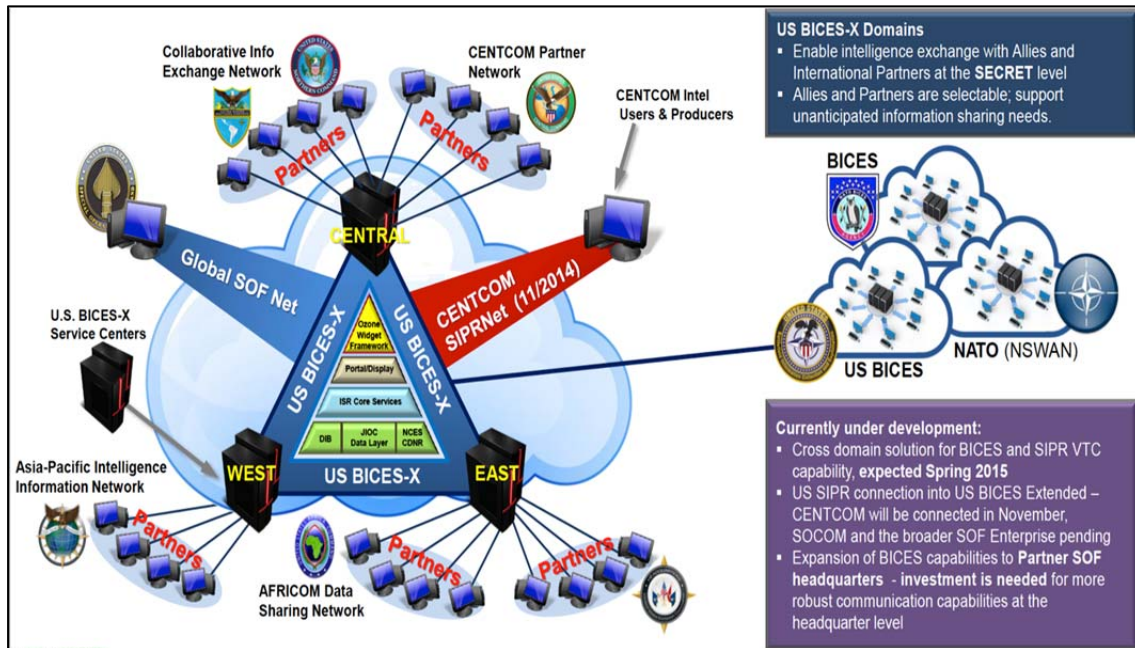 Collaborative Info
Exchange Network
CENTCOM Partner
Network
CENTCOM Intel
Users & Producers
Partners
Partners
CENTRAL
Global SOF Net
CENTCOM
SIPRNet (11/2014)
U.S. BICES-X
Service Centers
US BICES-X
US BICES-X
Ozone
Widget
Framework
Portal/Display
ISR Core Services
DIB
JIOC
Data Layer
NCES
CDNR
WEST
US BICES-X
EAST
Asia-Pacific Intelligence
Information Network
Partners
AFRICOM Data
Sharing Network
Partners
Partners
US BICES-X Domains
▪ Enable intelligence exchange with Allies and
International Partners at the SECRET level
▪ Allies and Partners are selectable; support
unanticipated information sharing needs.
BICES
US BICES
NATO (NSWAN)
Currently under development:
▪ Cross domain solution for BICES and SIPR VTC
capability, expected Spring 2015
▪ US SIPR connection into US BICES Extended –
CENTCOM will be connected in November,
SOCOM and the broader SOF Enterprise pending
▪ Expansion of BICES capabilities to Partner SOF
headquarters - investment is needed for more
robust communication capabilities at the
headquarter level